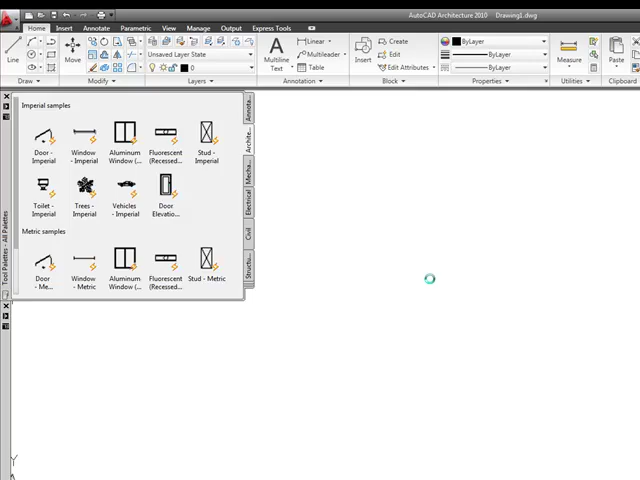 AutoCAD Architecture 2010 Drawing1.dwg
Home Insert Annotate Parametric View Manage Output Express Tools
Line
Move
Unsaved Layer State
0
Multiline Text
Linear
Multileader
Table
Insert
Create
Edit
Edit Attributes
ByLayer
ByLayer
ByLayer
Measure
Paste
Draw Modify Layers Annotation Block Properties Utilities Clipboard
Imperial samples
Door - Imperial
Window - Imperial
Aluminum Window (...
Fluorescent (Recessed...
Stud - Imperial
Toilet - Imperial
Trees - Imperial
Vehicles - Imperial
Door Elevatio...
Metric samples
Door - Me...
Window - Metric
Aluminum Window (...
Fluorescent (Recessed...
Stud - Metric
Annota...
Archite...
Mecha...
Electrical
Civil
Structu...
Tool Palettes - All Palettes
Y